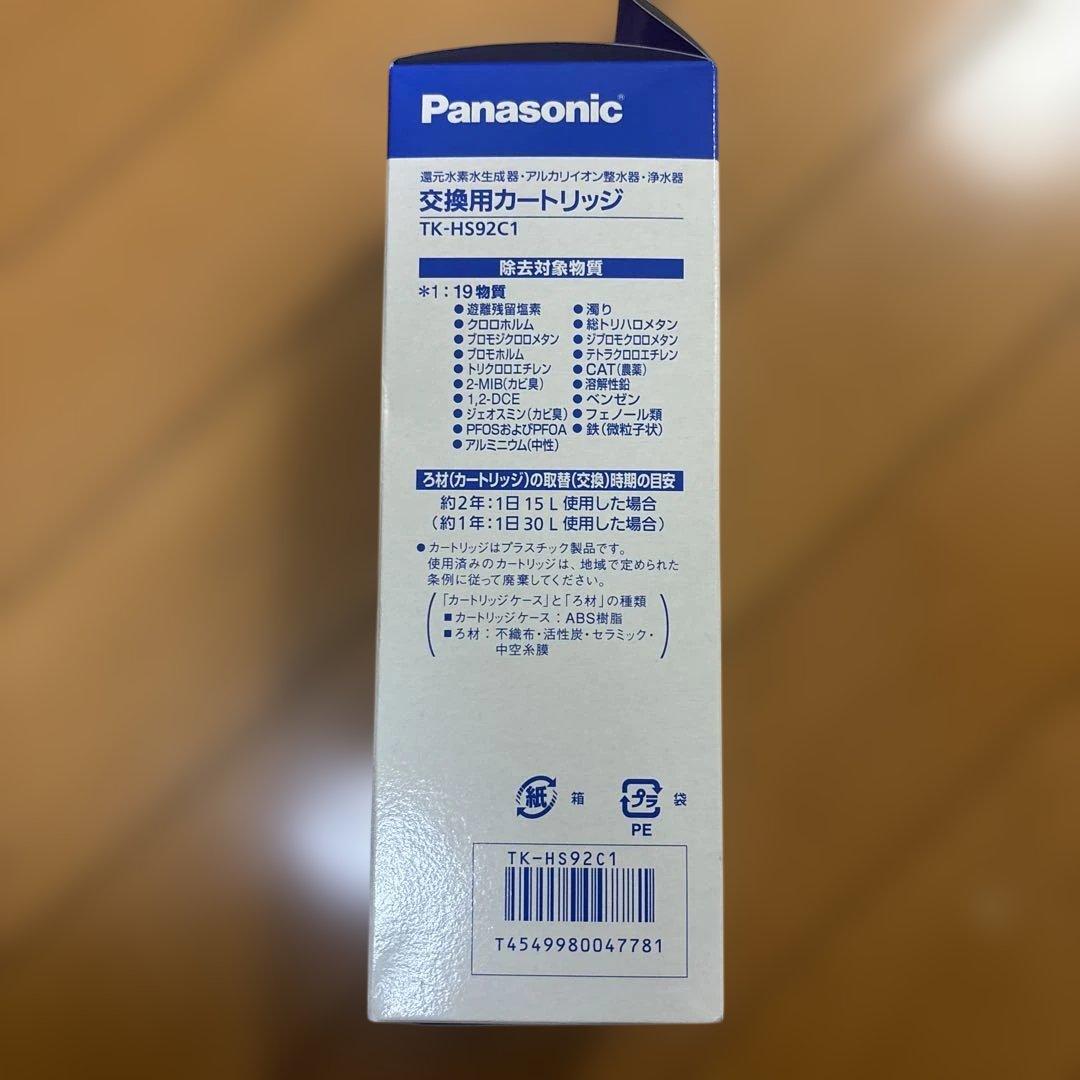 Panasonic®
還元水素水生成器・アルカリイオン整水器・浄水器
交換用カートリッジ
TK-HS92C1
除去対象物質
*1:19物質
●遊離残留塩素 ●濁り
●クロロホルム ●総トリハロメタン
●ブロモジクロロメタン ●ジブロモクロロメタン
●ブロモホルム ●テトラクロロエチレン
●トリクロロエチレン ●CAT(農薬)
●2-MIB(カビ臭) ●溶解性鉛
●1,2-DCE ●ベンゼン
●ジェオスミン(カビ臭) ●フェノール類
●PFOSおよびPFOA ●鉄(微粒子状)
●アルミニウム(中性)
ろ材(カートリッジ)の取替(交換)時期の目安
約2年:1日15L使用した場合
(約1年:1日30L使用した場合)
●カートリッジはプラスチック製品です。
使用済みのカートリッジは、地域で定められた
条例に従って廃棄してください。
「カートリッジケース」と「ろ材」の種類
■カートリッジケース:ABS樹脂
■ろ材:不織布・活性炭・セラミック・
中空糸膜
紙 箱 プラ 袋
PE
TK-HS92C1
T4549980047781